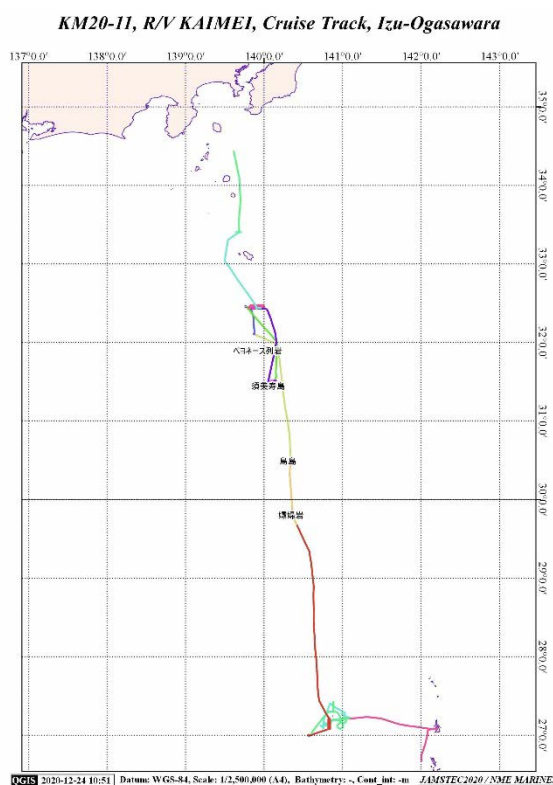 KM20-11, R/V KAIMEI, Cruise Track, Izu-Ogasawara
137°0.0' 138°0.0' 139°0.0' 140°0.0' 141°0.0' 142°0.0' 143°0.0'
35°0.0'
34°0.0'
33°0.0'
32°0.0'
ベヨネース列岩
須美寿島
31°0.0'
鳥島
30°0.0'
孀婦岩
29°0.0'
28°0.0'
27°0.0'
QGIS 2020-12-24 10:51 Datum: WGS-84, Scale: 1/2,500,000 (A4), Bathymetry: -, Cont_int: -m JAMSTEC2020 / NME MARINE